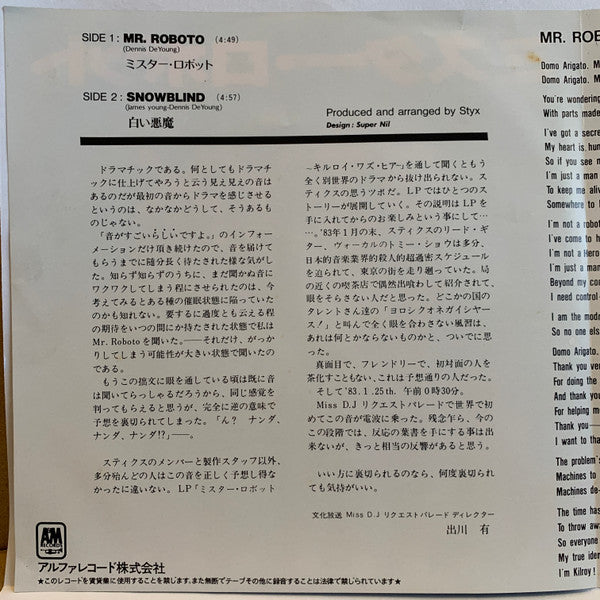 SIDE 1 : MR. ROBOTO (4:49)
(Dennis DeYoung)
ミスター・ロボット
SIDE 2 : SNOWBLIND (4:57)
(James young-Dennis DeYoung)
白い悪魔
Produced and arranged by Styx
Design : Super Nil
ドラマチックである。何としてもドラマチ
ックに仕上げてやろうと云う見え見えの音は
あるのだが最初の音からドラマを感じさせる
というのは、なかなかどうして、そうあるも
のじゃない。
「音がすごいらしいですよ。」のインフォ
メーションだけ頂き続けたので、音を届けて
もらうまでに随分長く待たされた様な気がし
た。知らず知らずのうちに、まだ聞かぬ音に
ワクワクしてしまう程にさせられたのは、今
考えてみるとある種の催眠状態に陥っていた
のかも知れない。要するに過度とも云える程
の期待をいつの間にか持たされた状態で私は
Mr. Robotoを聞いた。——それだけ、がっか
りしてしまう可能性が大きい状態で聞いたの
である。
もうこの拙文に眼を通している頃は既に音
は聞いてらっしゃるだろうから、同じ感覚を
判ってもらえると思うが、完全に逆の意味で
予想を裏切られてしまった。「ん？ ナンダ、
ナンダ、ナンダ!?」——。
スティクスのメンバーと製作スタッフ以外、
多分殆んどの人はこの音を正しく予想し得な
かったに違いない。LP「ミスター・ロボット
〜キルロイ・ワズ・ヒアー」を通して聞くともう
全く別世界のドラマから抜け出られない。ス
ティクスの思うツボだ。LPではひとつのス
トーリーが展開していく。その説明はLPを
手に入れてからのお楽しみという事にして…
…。'83年1月の末、スティクスのリード・ギ
ター、ヴォーカルのトミー・ショウは多分、
日本的音楽業界的殺人的超過密スケジュール
を迫られて、東京の街を走り廻っていた。局
の近くの喫茶店で偶然出喰わして紹介されて、
眼をそらさない人だと思った。どこかの国の
タレントさん達の「ヨロシクオネガイシヤー
ス！」と叫んで全く眼を合わさない風習は、
あれは何とかならないものかと、ついでに思
った。
真面目で、フレンドリーで、初対面の人を
茶化すこともない、これは予想通りの人だった。
そして'83.1.25th. 午前0時30分。
Miss D.J リクエストパレードで世界で初
めてこの音が電波に乗った。残念乍ら、今の
この段階では、反応の葉書を手にする事は出
来ないが、きっと相当の反響があると思う。
いい方に裏切られるのなら、何度裏切られ
ても気持がいい。
文化放送 Miss D.J リクエストパレード ディレクター
出川 有
A&M
RECORDS
アルファレコード株式会社
★このレコードを賃貸業に使用することを禁じます。また無断でテープその他に録音することは法律で禁じられています★
MR. ROB
Domo Arigato. M
Domo Arigato. M
You're wondering
With parts made
I've got a secre
My heart is hum
So if you see m
I'm just a man
To keep me aliv
Somewhere to
I'm not a robot
I've come to h
I'm not a Hero
I'm just a man
Beyond my con
I need control-
I am the mode
So no one els
Domo Arigato.
Thank you ver
For doing the
And thank you
For helping me
Thank you—
I want to tha
The problem's
Machines to
Machines de-
The time has
To throw awa
So everyone
My true iden
I'm Kilroy !